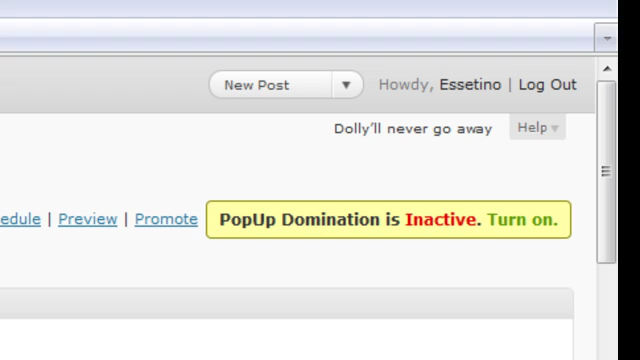 New Post Howdy, Essetino | Log Out
Dolly'll never go away Help
edule | Preview | Promote PopUp Domination is Inactive. Turn on.